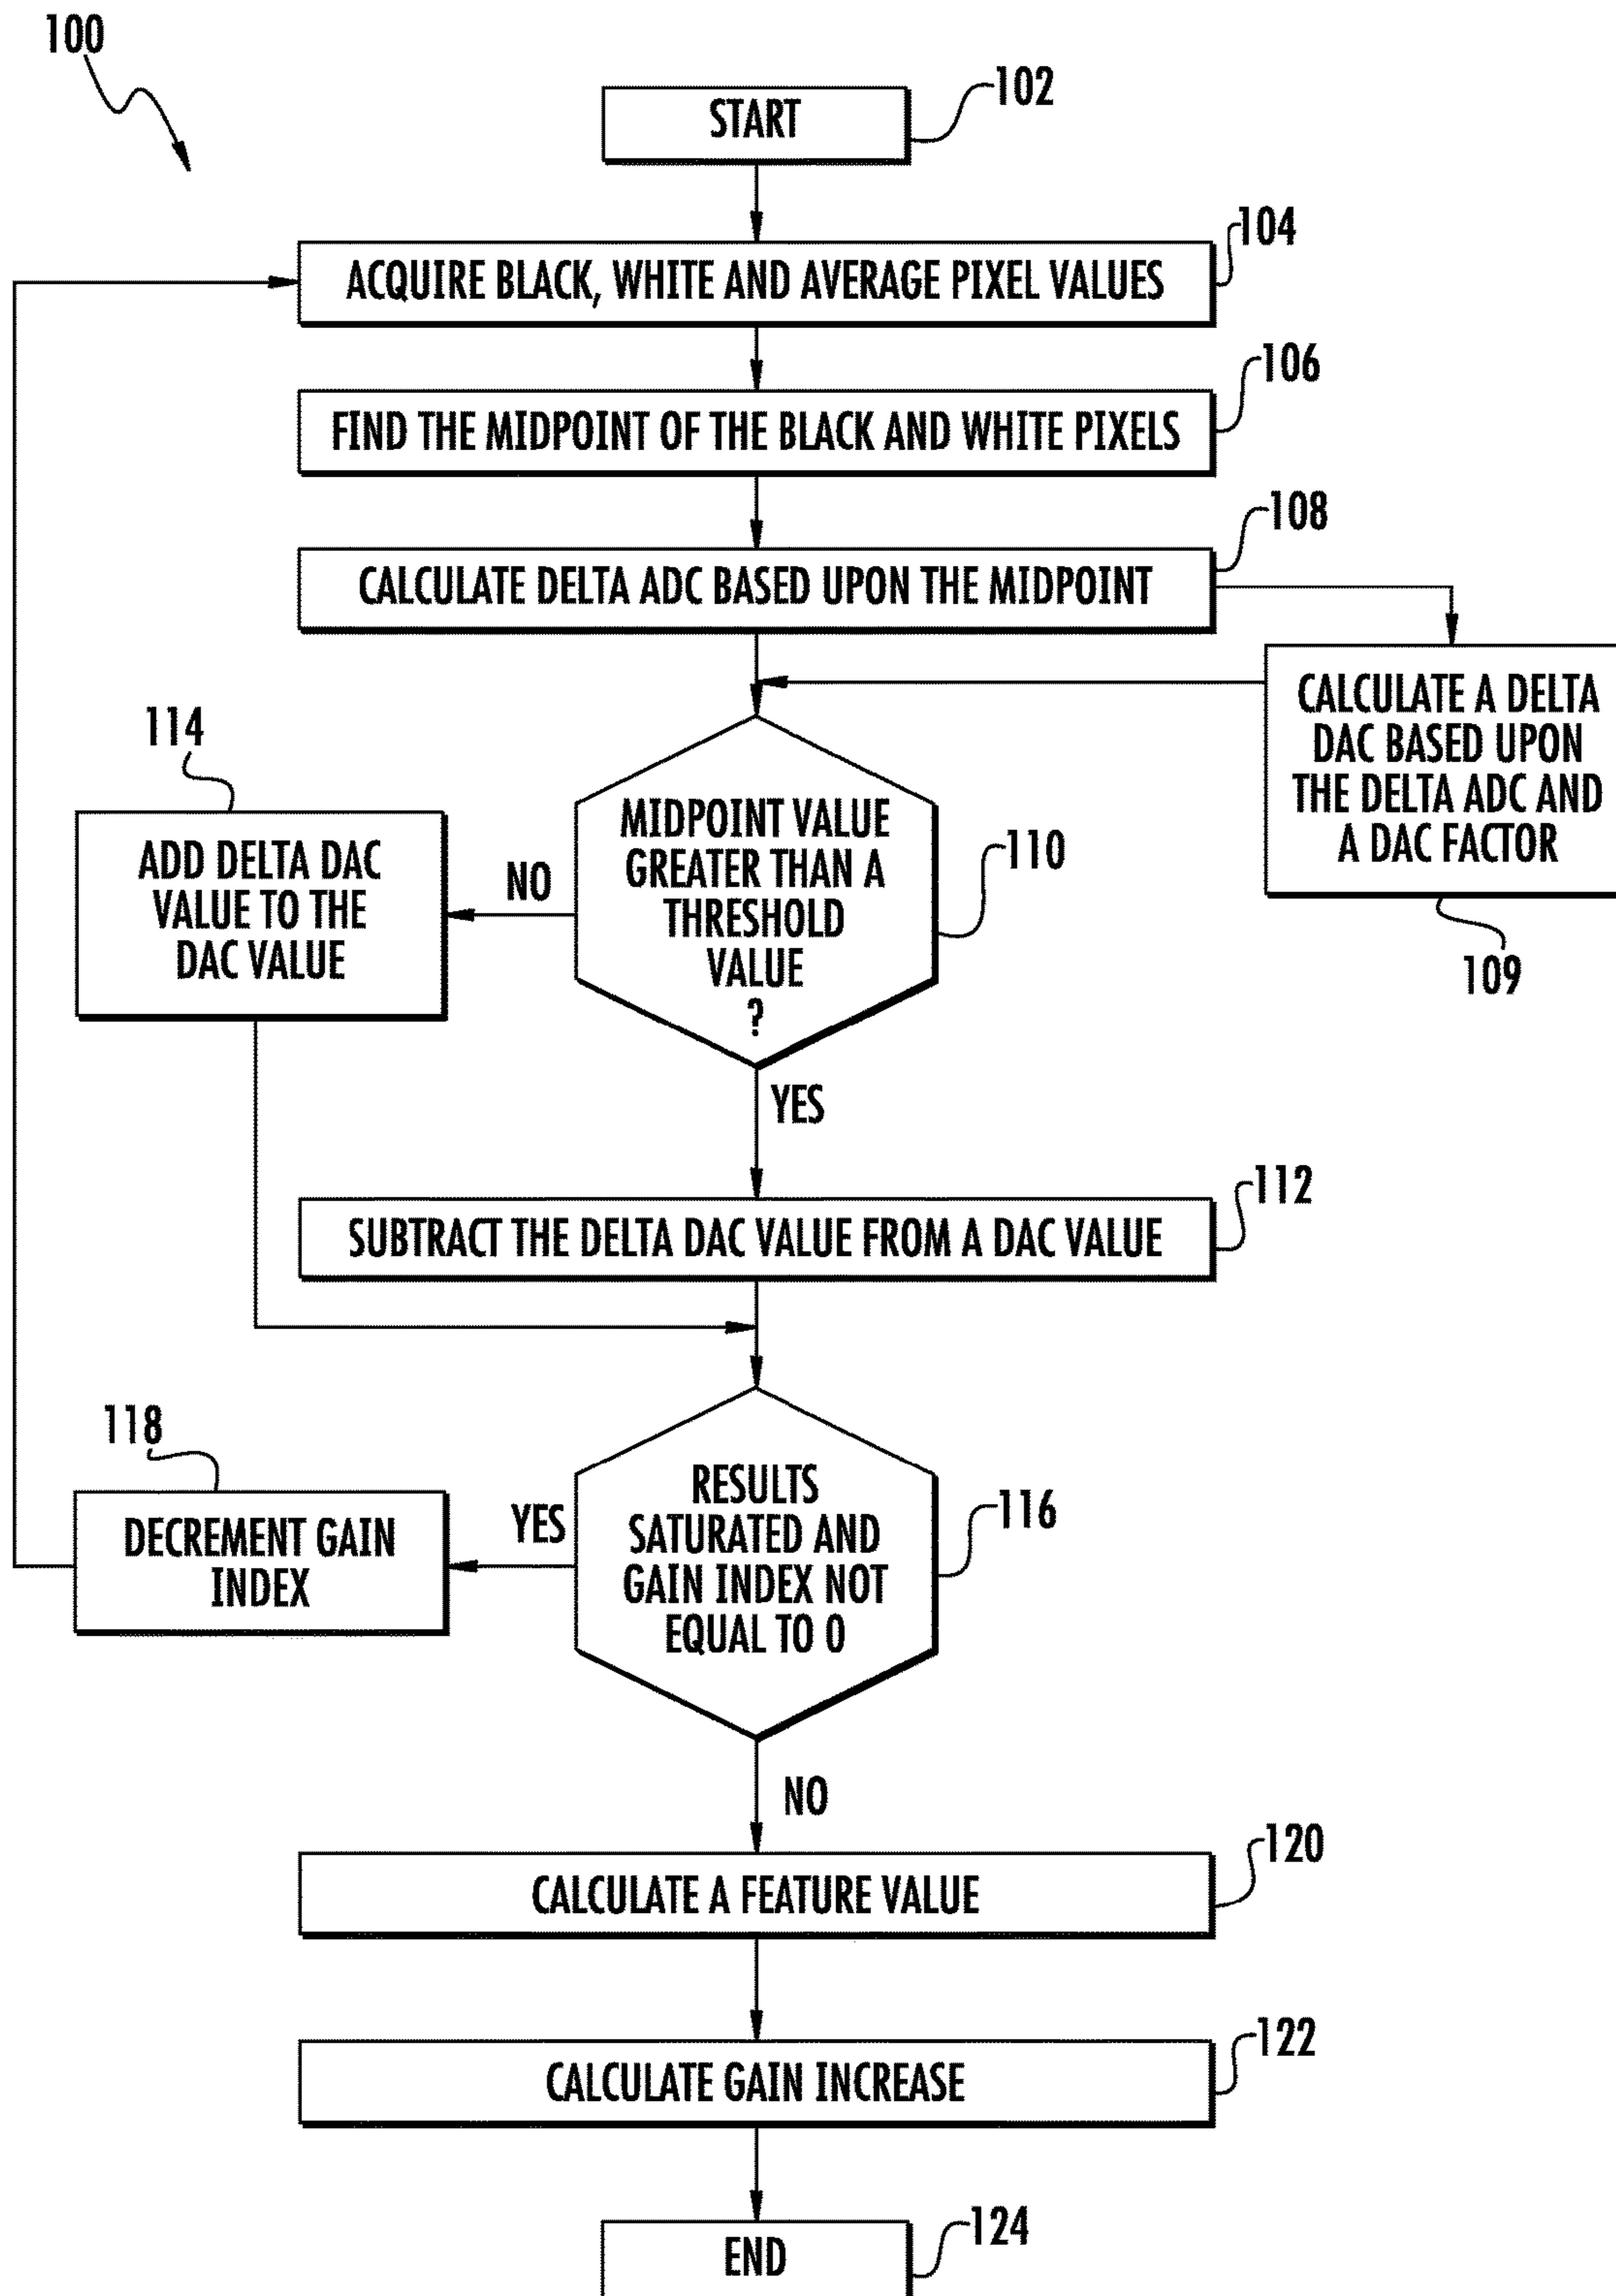 100
START
102
ACQUIRE BLACK, WHITE AND AVERAGE PIXEL VALUES
104
FIND THE MIDPOINT OF THE BLACK AND WHITE PIXELS
106
CALCULATE DELTA ADC BASED UPON THE MIDPOINT
108
CALCULATE A DELTA
DAC BASED UPON
THE DELTA ADC AND
A DAC FACTOR
109
MIDPOINT VALUE
GREATER THAN A
THRESHOLD
VALUE
?
110
NO
114
ADD DELTA DAC
VALUE TO THE
DAC VALUE
YES
SUBTRACT THE DELTA DAC VALUE FROM A DAC VALUE
112
RESULTS
SATURATED AND
GAIN INDEX NOT
EQUAL TO 0
116
YES
118
DECREMENT GAIN
INDEX
NO
CALCULATE A FEATURE VALUE
120
CALCULATE GAIN INCREASE
122
END
124